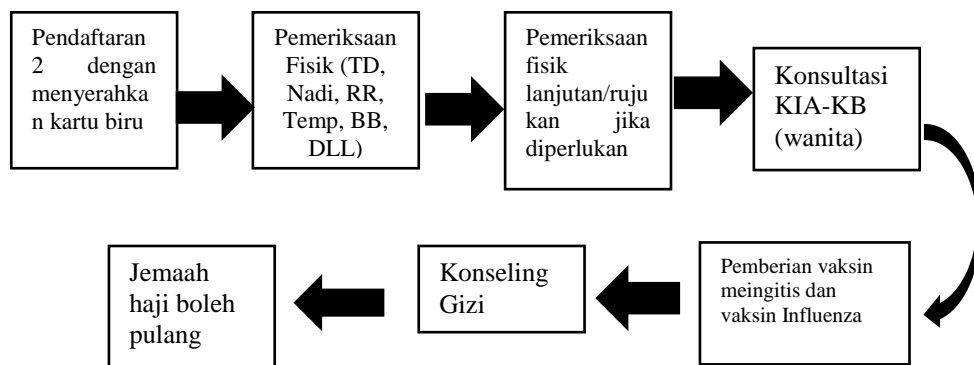 Pendaftaran
2 dengan
menyerahka
n kartu biru
Pemeriksaan
Fisik (TD,
Nadi, RR,
Temp, BB,
DLL)
Pemeriksaan
fisik
lanjutan/ruju
kan jika
diperlukan
Konsultasi
KIA-KB
(wanita)
Pemberian vaksin
meingitis dan
vaksin Influenza
Konseling
Gizi
Jemaah
haji boleh
pulang